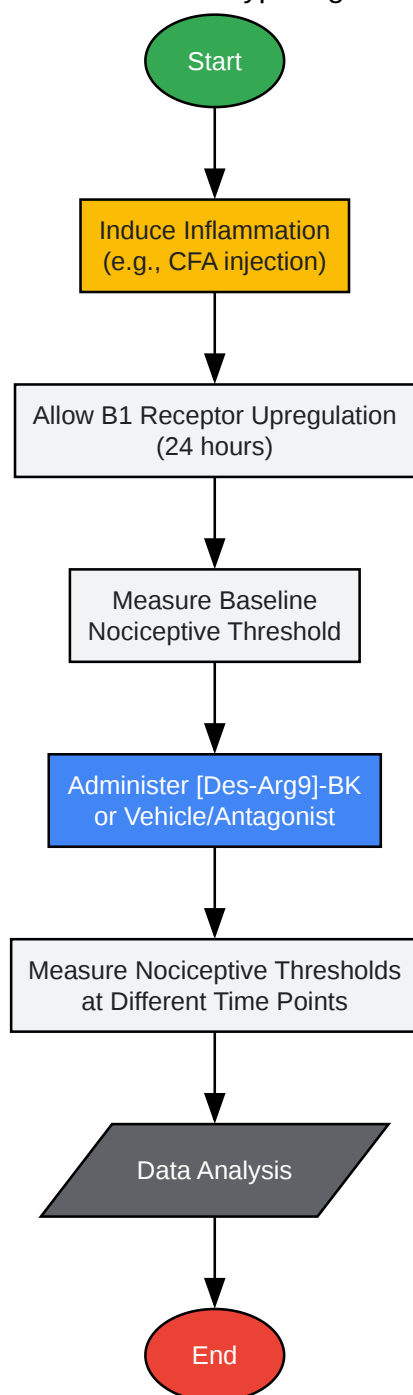 Start
Induce Inflammation
(e.g., CFA injection)
Allow B1 Receptor Upregulation
(24 hours)
Measure Baseline
Nociceptive Threshold
Administer [Des-Arg9]-BK
or Vehicle/Antagonist
Measure Nociceptive Thresholds
at Different Time Points
Data Analysis
End